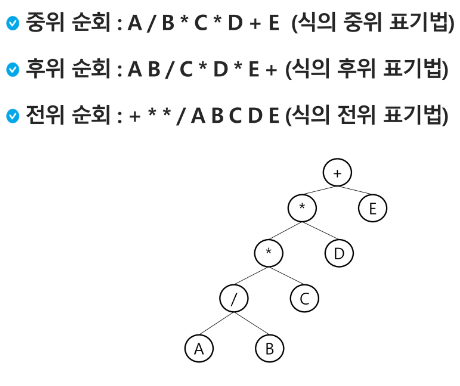 중위 순회 : A / B * C * D + E (식의 중위 표기법)
후위 순회 : A B / C * D * E + (식의 후위 표기법)
전위 순회 : + * * / A B C D E (식의 전위 표기법)
+
* E
* D
/ C
A B